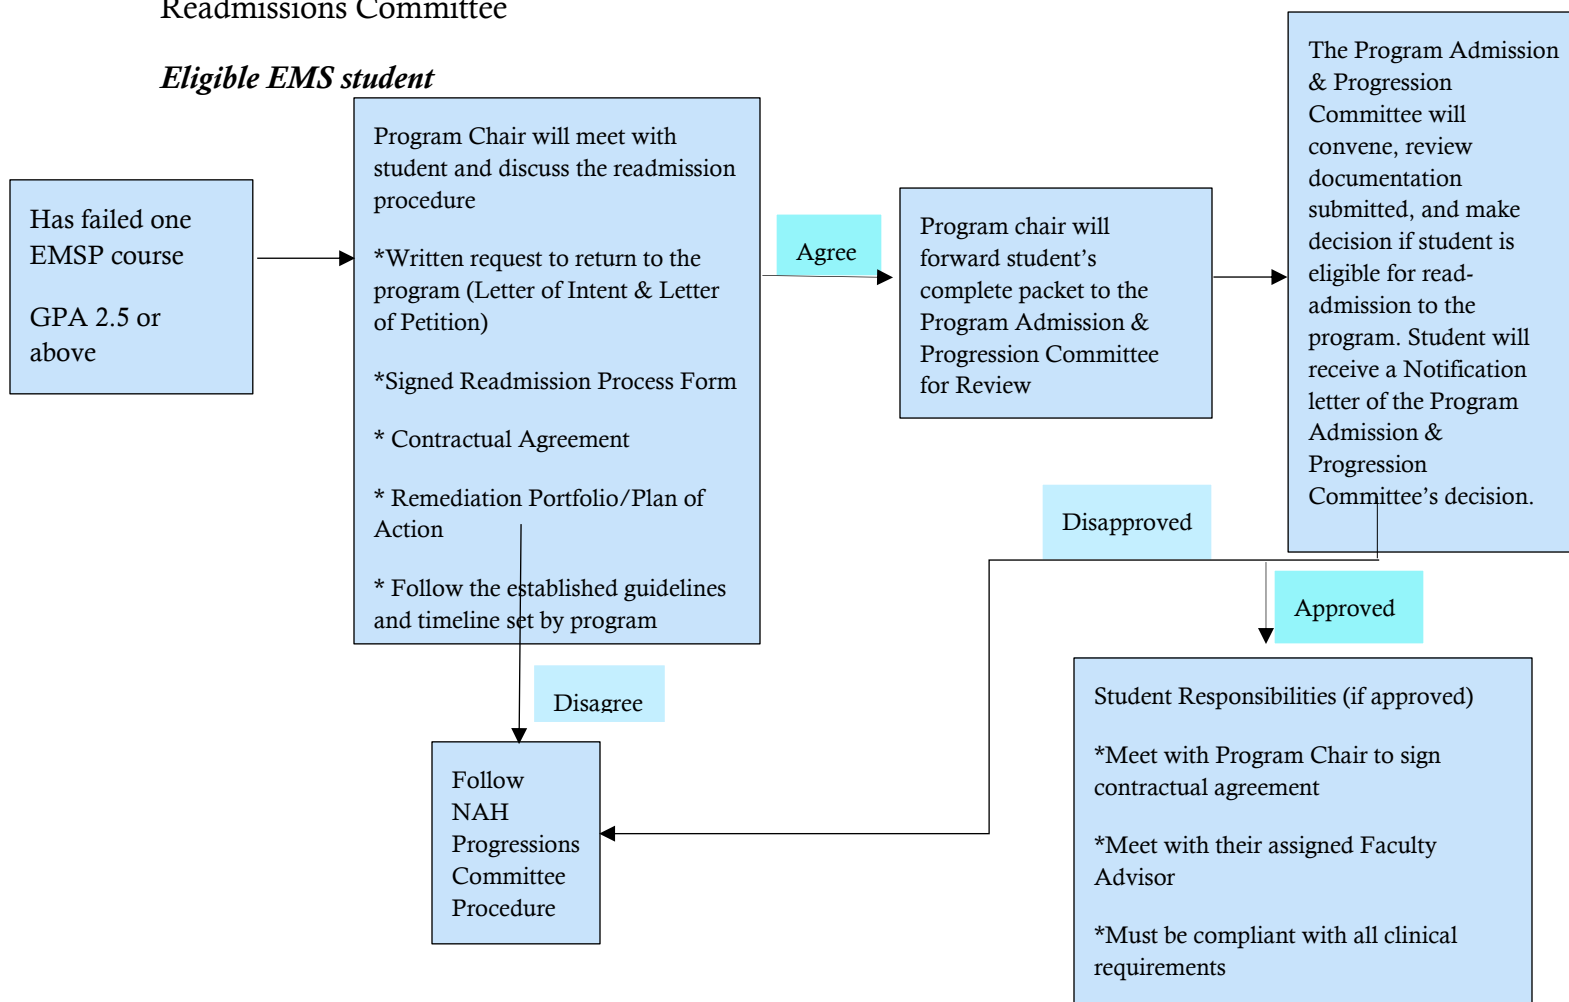 Readmissions Committee
Eligible EMS student
Has failed one
EMSP course
GPA 2.5 or
above
Program Chair will meet with
student and discuss the readmission
procedure
*Written request to return to the
program (Letter of Intent & Letter
of Petition)
*Signed Readmission Process Form
* Contractual Agreement
* Remediation Portfolio/Plan of
Action
* Follow the established guidelines
and timeline set by program
Agree
Disagree
Program chair will
forward student’s
complete packet to the
Program Admission &
Progression Committee
for Review
The Program Admission
& Progression
Committee will
convene, review
documentation
submitted, and make
decision if student is
eligible for read-
admission to the
program. Student will
receive a Notification
letter of the Program
Admission &
Progression
Committee’s decision.
Disapproved
Approved
Follow
NAH
Progressions
Committee
Procedure
Student Responsibilities (if approved)
*Meet with Program Chair to sign
contractual agreement
*Meet with their assigned Faculty
Advisor
*Must be compliant with all clinical
requirements